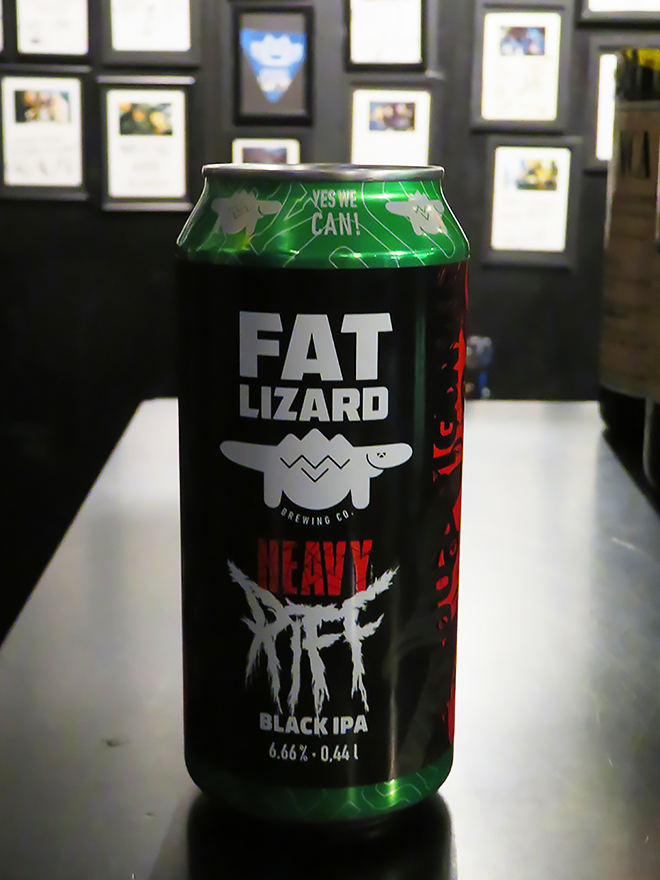 YES WE
CAN!
FAT
LIZARD
BREWING CO.
HEAVY
RIFF
BLACK IPA
6.66% · 0,44 l